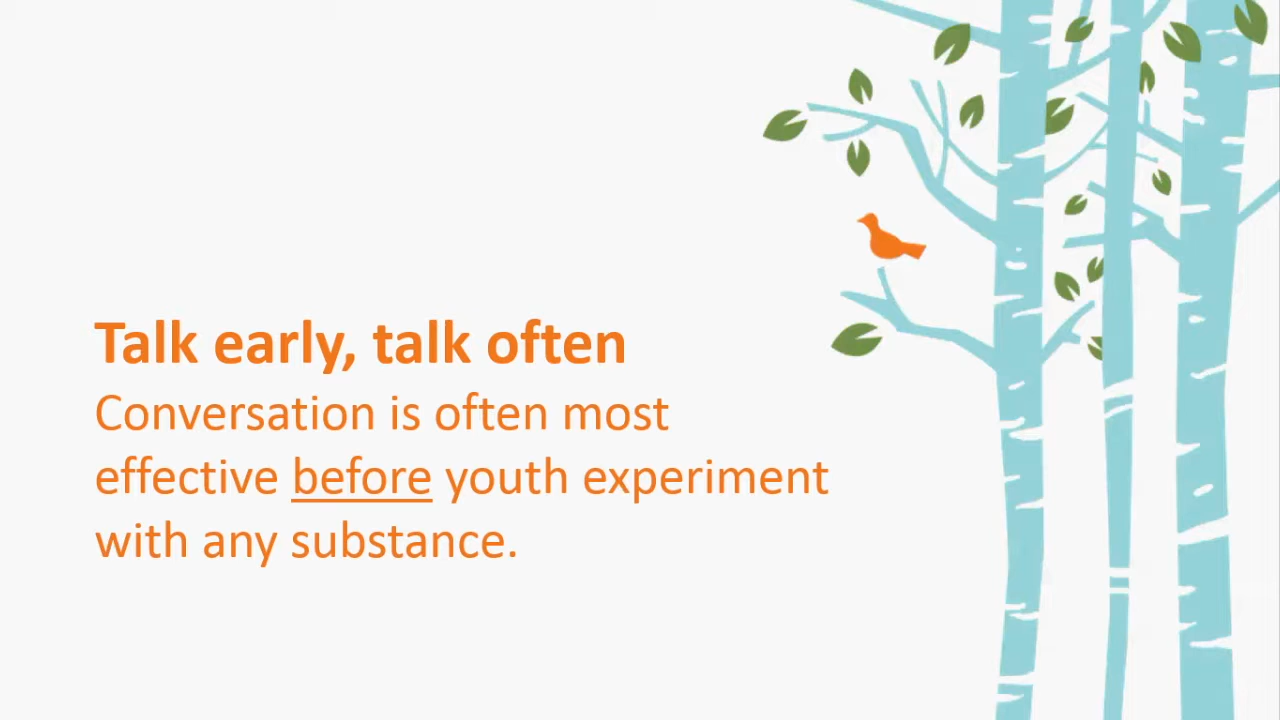 Talk early, talk often
Conversation is often most
effective before youth experiment
with any substance.